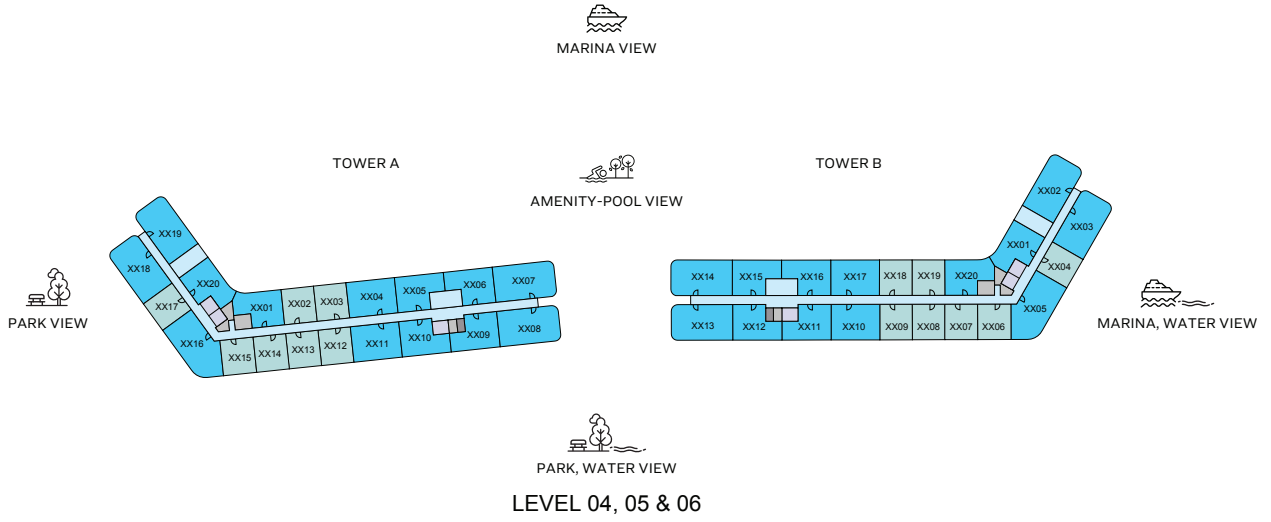 MARINA VIEW
TOWER A
TOWER B
AMENITY-POOL VIEW
XX19
XX18
XX20
XX17
XX16
XX01
XX02
XX03
XX04
XX05
XX06
XX07
XX15
XX14
XX13
XX12
XX11
XX10
XX09
XX08
XX14
XX15
XX16
XX17
XX18
XX19
XX20
XX01
XX02
XX03
XX04
XX05
XX13
XX12
XX11
XX10
XX09
XX08
XX07
XX06
PARK VIEW
MARINA, WATER VIEW
PARK, WATER VIEW
LEVEL 04, 05 & 06